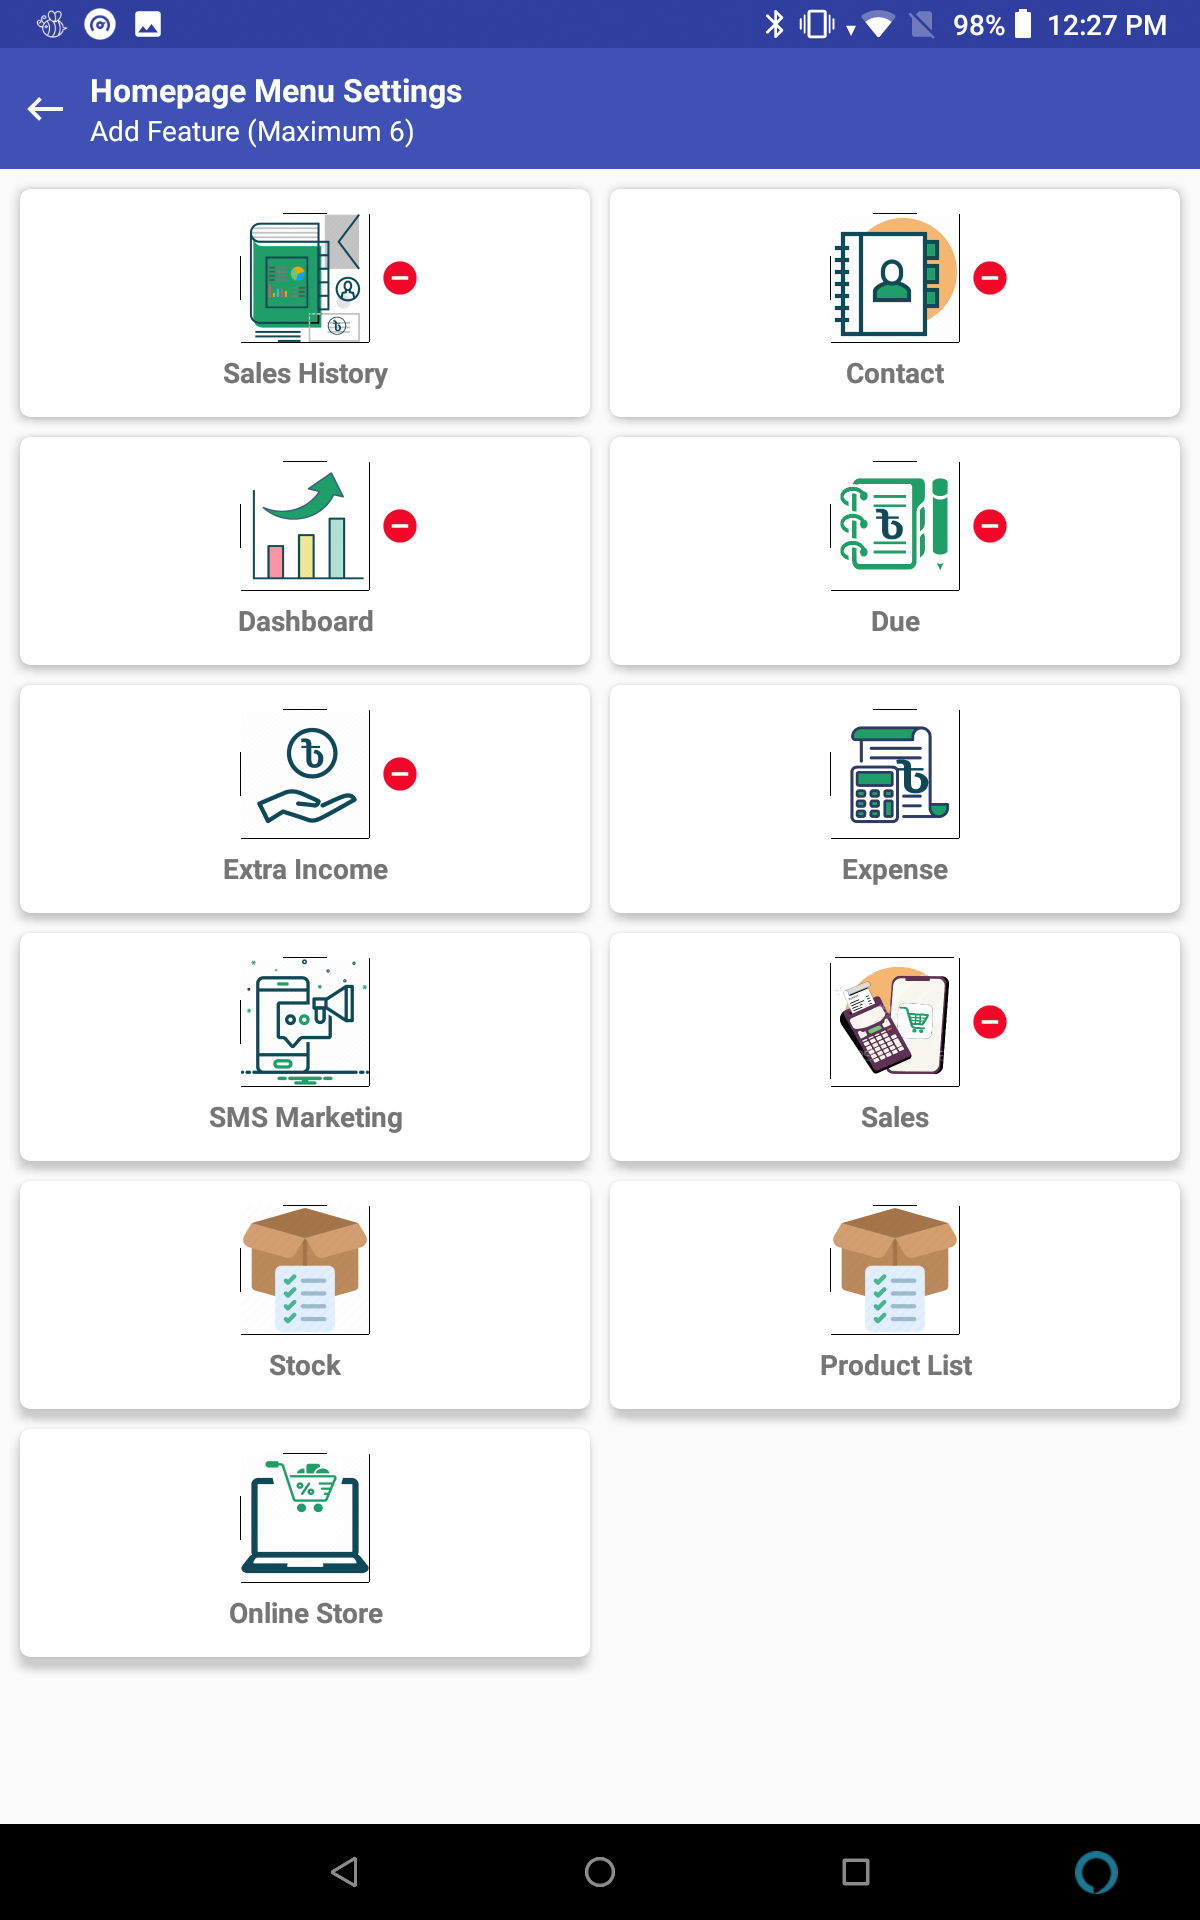 98% 12:27 PM
Homepage Menu Settings
Add Feature (Maximum 6)
Sales History
Contact
Dashboard
৳
Due
৳
Extra Income
৳
Expense
SMS Marketing
Sales
Stock
Product List
%
Online Store